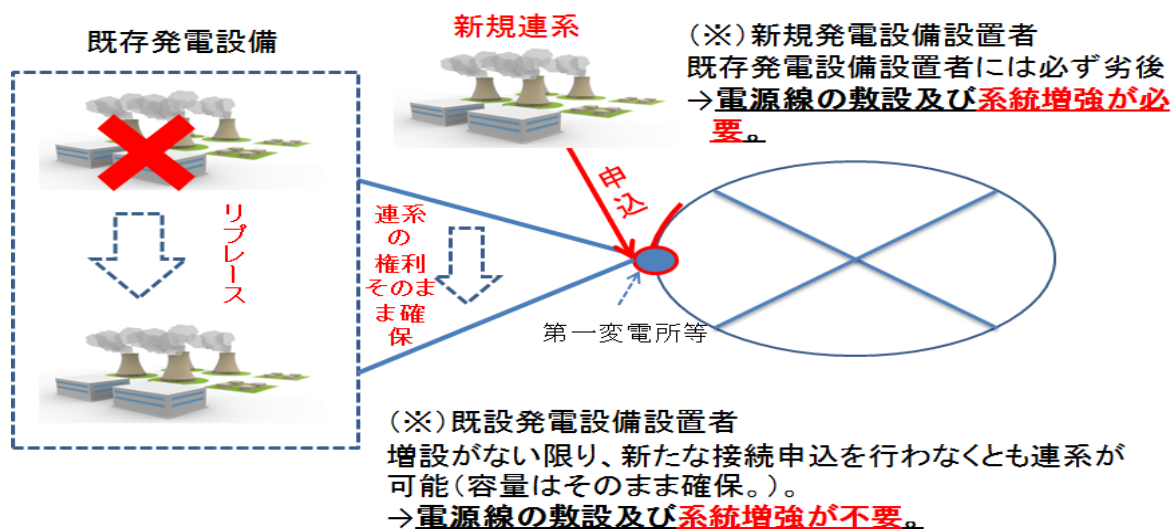 既存発電設備
新規連系
(※)新規発電設備設置者
既存発電設備設置者には必ず劣後
→電源線の敷設及び系統増強が必
要。
リプレース
連系
の
権利
そのま
ま確
保
申込
第一変電所等
(※)既設発電設備設置者
増設がない限り、新たな接続申込を行わなくとも連系が
可能(容量はそのまま確保。)。
→電源線の敷設及び系統増強が不要。